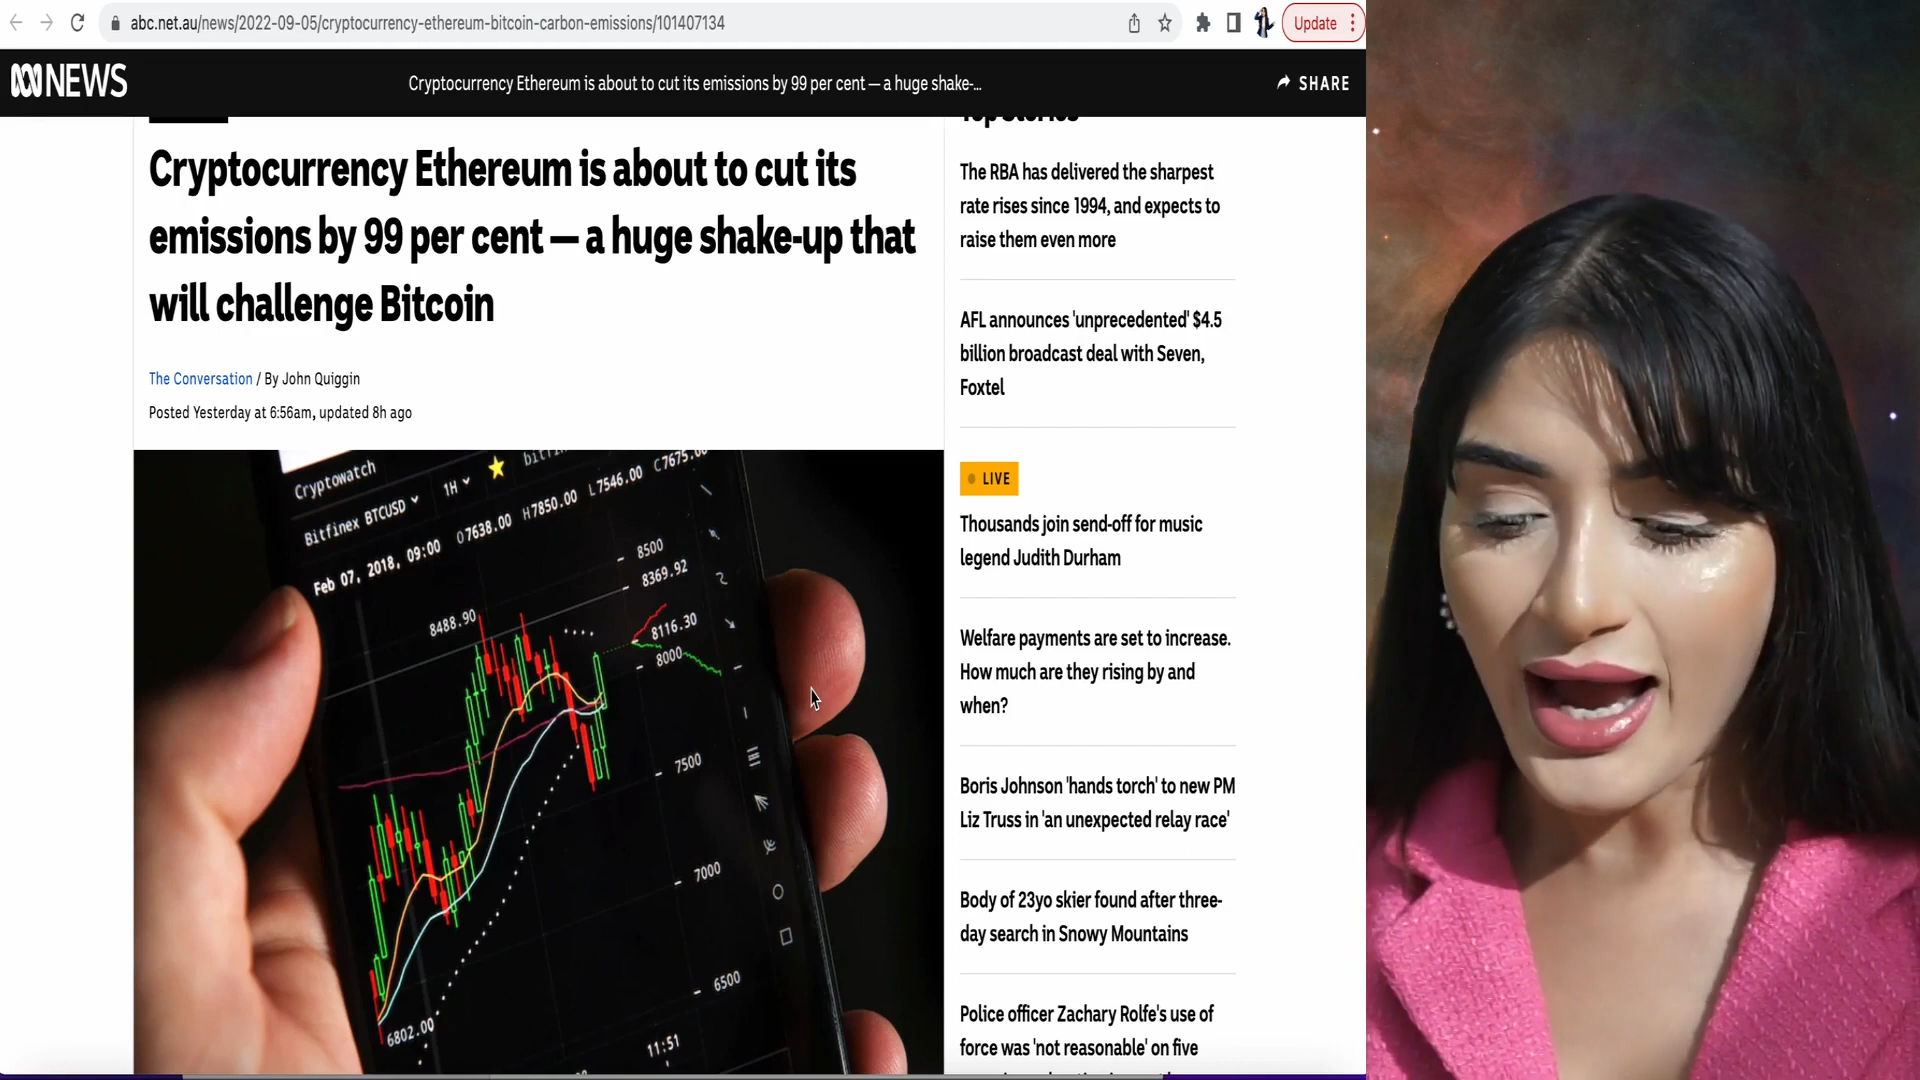 abc.net.au/news/2022-09-05/cryptocurrency-ethereum-bitcoin-carbon-emissions/101407134
Update
NEWS
Cryptocurrency Ethereum is about to cut its emissions by 99 per cent — a huge shake-...
SHARE
Cryptocurrency Ethereum is about to cut its
emissions by 99 per cent — a huge shake-up that
will challenge Bitcoin
The Conversation / By John Quiggin
Posted Yesterday at 6:56am, updated 8h ago
Cryptowatch
Bitfinex BTCUSD 1H
Feb 07, 2018, 09:00 O7638.00 H7850.00 L7546.00 C7675.00
8500
8369.92
8488.90
8116.30
8000
7500
7000
6500
6802.00
11:51
Top Stories
The RBA has delivered the sharpest
rate rises since 1994, and expects to
raise them even more
AFL announces 'unprecedented' $4.5
billion broadcast deal with Seven,
Foxtel
LIVE
Thousands join send-off for music
legend Judith Durham
Welfare payments are set to increase.
How much are they rising by and
when?
Boris Johnson 'hands torch' to new PM
Liz Truss in 'an unexpected relay race'
Body of 23yo skier found after three-
day search in Snowy Mountains
Police officer Zachary Rolfe's use of
force was 'not reasonable' on five